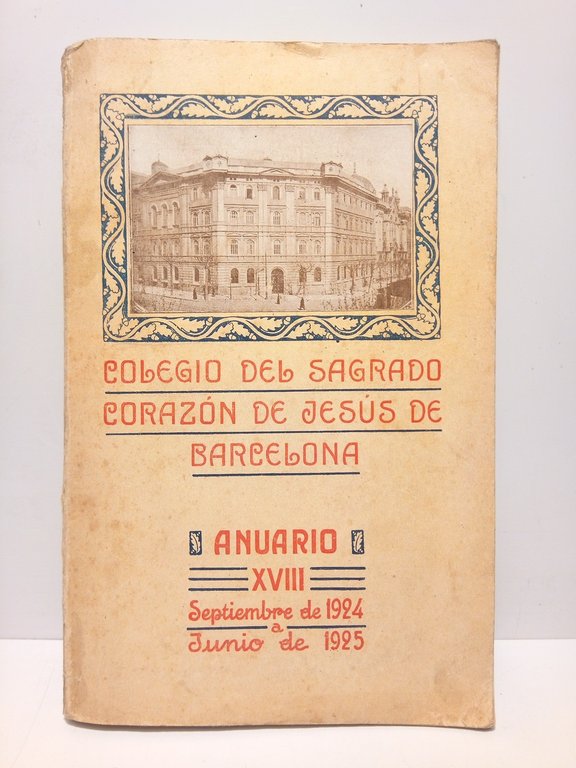 COLEGIO DEL SAGRADO
CORAZÓN DE JESÚS DE
BARCELONA
ANUARIO
XVIII
Septiembre de 1924
a
Junio de 1925